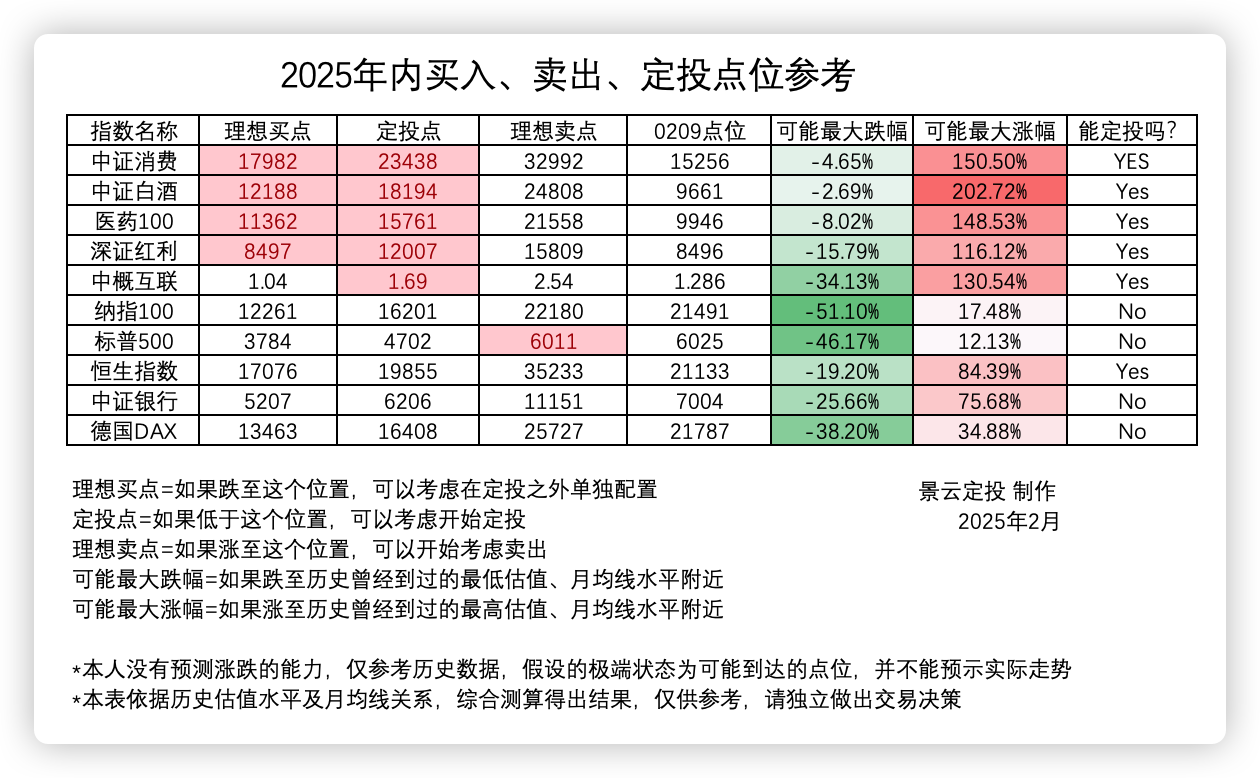 2025年内买入、卖出、定投点位参考
指数名称 理想买点 定投点 理想卖点 0209点位 可能最大跌幅 可能最大涨幅 能定投吗?
中证消费 17982 23438 32992 15256 -4.65% 150.50% YES
中证白酒 12188 18194 24808 9661 -2.69% 202.72% Yes
医药100 11362 15761 21558 9946 -8.02% 148.53% Yes
深证红利 8497 12007 15809 8496 -15.79% 116.12% Yes
中概互联 1.04 1.69 2.54 1.286 -34.13% 130.54% Yes
纳指100 12261 16201 22180 21491 -51.10% 17.48% No
标普500 3784 4702 6011 6025 -46.17% 12.13% No
恒生指数 17076 19855 35233 21133 -19.20% 84.39% Yes
中证银行 5207 6206 11151 7004 -25.66% 75.68% No
德国DAX 13463 16408 25727 21787 -38.20% 34.88% No
理想买点=如果跌至这个位置，可以考虑在定投之外单独配置
景云定投 制作
定投点=如果低于这个位置，可以考虑开始定投
2025年2月
理想卖点=如果涨至这个位置，可以开始考虑卖出
可能最大跌幅=如果跌至历史曾经到过的最低估值、月均线水平附近
可能最大涨幅=如果涨至历史曾经到过的最高估值、月均线水平附近
*本人没有预测涨跌的能力，仅参考历史数据，假设的极端状态为可能到达的点位，并不能预示实际走势
*本表依据历史估值水平及月均线关系，综合测算得出结果，仅供参考，请独立做出交易决策